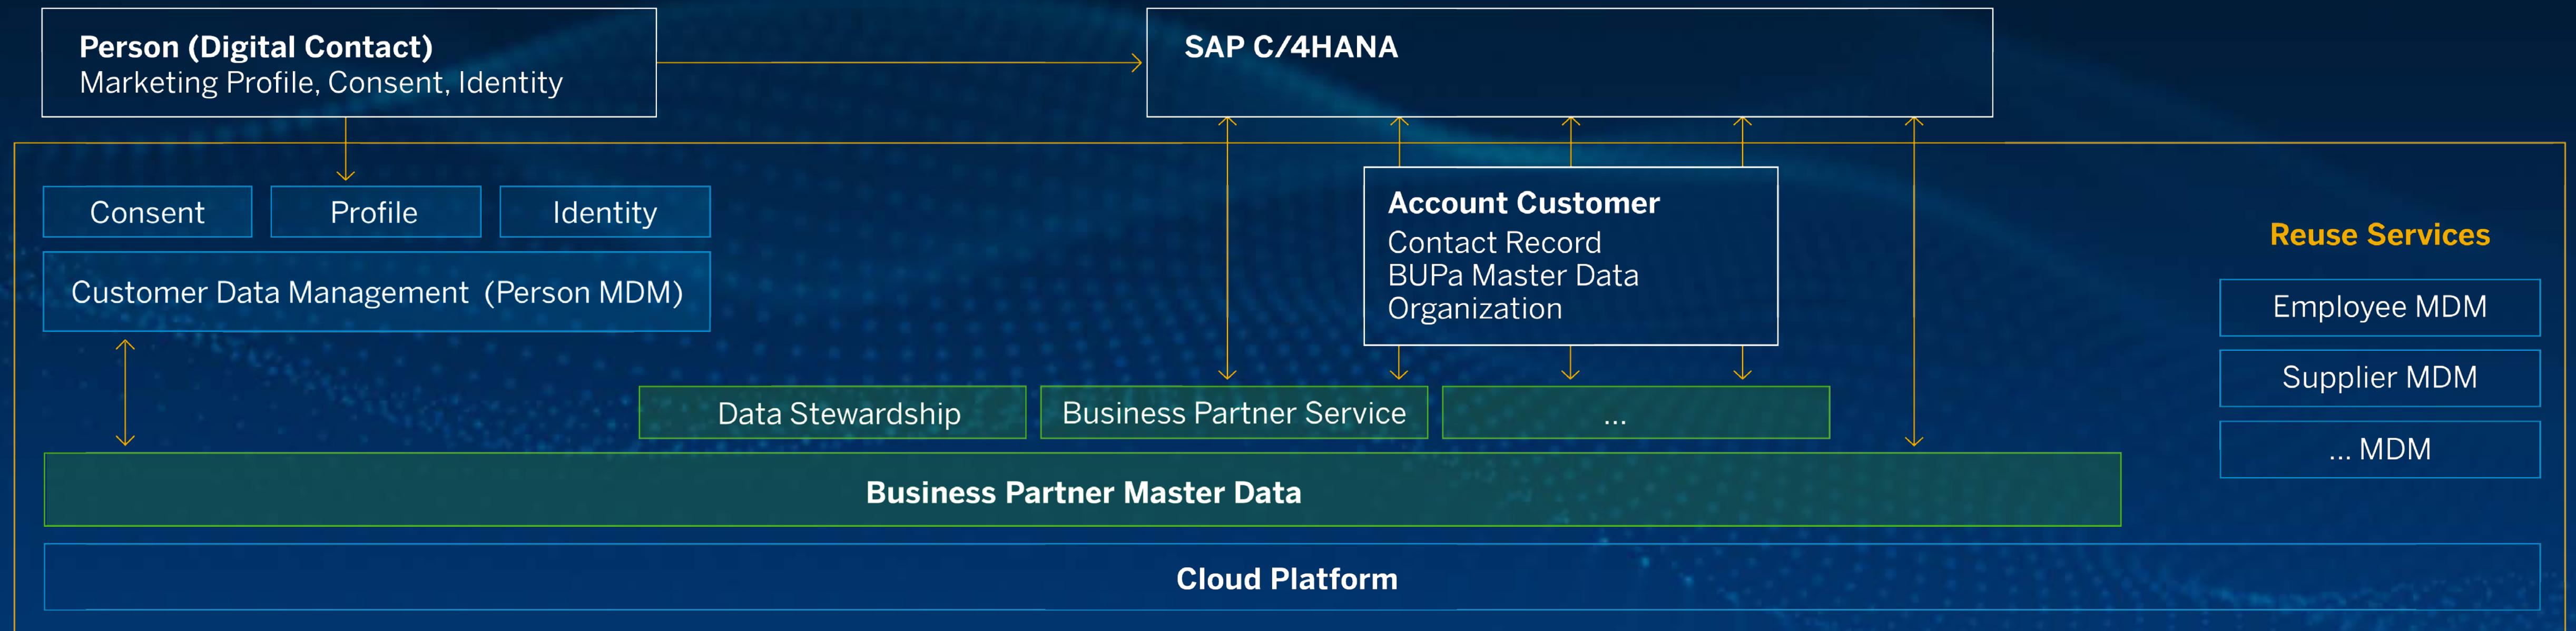 Person (Digital Contact)
Marketing Profile, Consent, Identity
SAP C/4HANA
Consent
Profile
Identity
Customer Data Management (Person MDM)
Account Customer
Contact Record
BUPa Master Data
Organization
Reuse Services
Employee MDM
Supplier MDM
... MDM
Data Stewardship
Business Partner Service
...
Business Partner Master Data
Cloud Platform